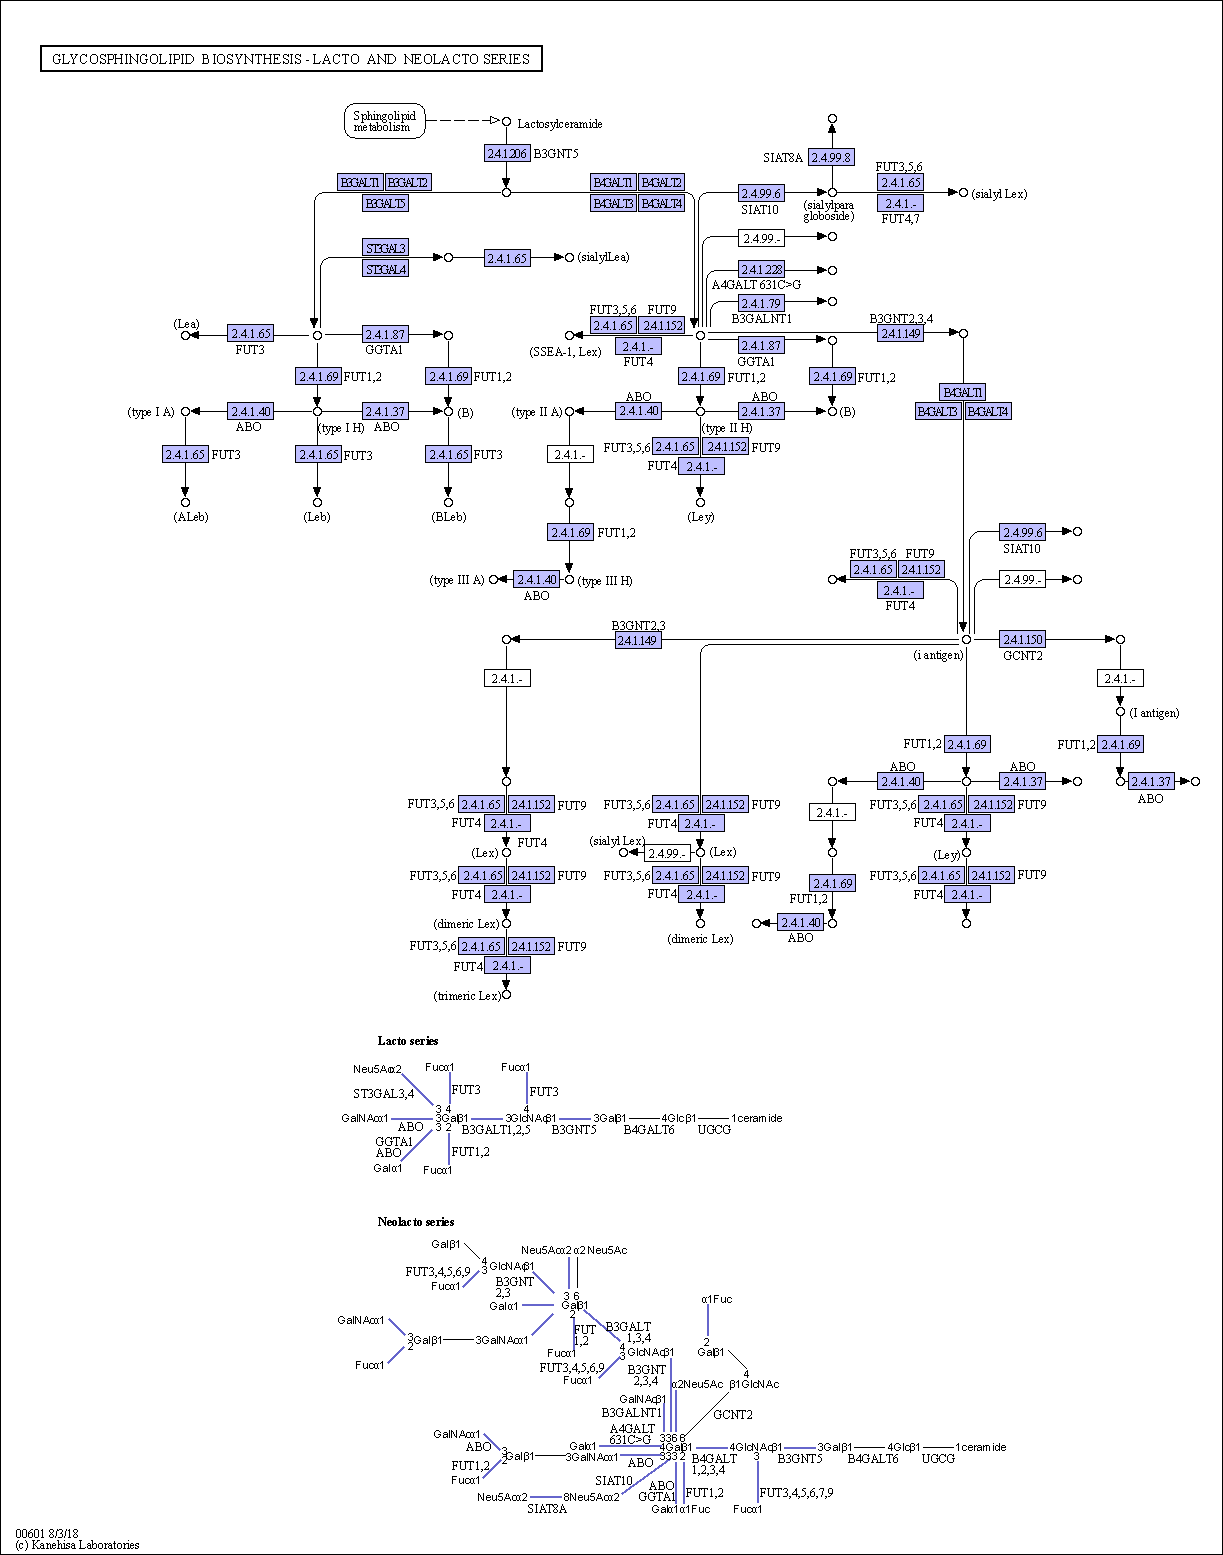 GLYCOSPHINGOLIPID BIOSYNTHESIS - LACTO AND NEOLACTO SERIES
Sphingolipid
metabolism
Lactosylceramide
2.4.1.206 B3GNT5
SIAT8A 2.4.99.8
FUT3,5,6
B3GALT1 B3GALT2
B4GALT1 B4GALT2
2.4.1.65
2.4.99.6
(sialyl Lex)
B3GALT5
B4GALT3 B4GALT4
SIAT10
(sialylpara
globoside)
2.4.1.-
FUT4,7
2.4.99.-
ST3GAL3
ST3GAL4
2.4.1.65 (sialylLea)
2.4.1.228
A4GALT 631C>G
2.4.1.79
B3GALNT1
FUT3,5,6 FUT9
B3GNT2,3,4
(Lea)
2.4.1.65
FUT3
2.4.1.87
GGTA1
2.4.1.65 2.4.1.152
2.4.1.-
FUT4
(SSEA-1, Lex)
2.4.1.87
GGTA1
2.4.1.149
2.4.1.69 FUT1,2
2.4.1.69 FUT1,2
2.4.1.69 FUT1,2
2.4.1.69 FUT1,2
B4GALT1
B4GALT3 B4GALT4
(type I A) 2.4.1.40
ABO
(type I H)
2.4.1.37
ABO
(B)
(type II A)
ABO
2.4.1.40
(type II H)
ABO
2.4.1.37
(B)
2.4.1.65 FUT3
2.4.1.65 FUT3
2.4.1.65 FUT3
2.4.1.-
FUT3,5,6 2.4.1.65 2.4.1.152 FUT9
FUT4 2.4.1.-
(ALeb)
(Leb)
(BLeb)
(Ley)
2.4.1.69 FUT1,2
2.4.99.6
SIAT10
(type III A) 2.4.1.40 (type III H)
ABO
FUT3,5,6 FUT9
2.4.1.65 2.4.1.152
2.4.1.-
FUT4
2.4.99.-
B3GNT2,3
2.4.1.149
(i antigen)
2.4.1.150
GCNT2
2.4.1.-
2.4.1.-
(I antigen)
FUT1,2 2.4.1.69
FUT1,2 2.4.1.69
ABO
2.4.1.40
ABO
2.4.1.37
2.4.1.37
ABO
FUT3,5,6 2.4.1.65 2.4.1.152 FUT9
FUT4 2.4.1.-
FUT4
FUT3,5,6 2.4.1.65 2.4.1.152 FUT9
FUT4 2.4.1.-
2.4.1.-
FUT3,5,6 2.4.1.65 2.4.1.152 FUT9
FUT4 2.4.1.-
(Lex)
(sialyl Lex)
2.4.99.-
(Lex)
(Ley)
FUT3,5,6 2.4.1.65 2.4.1.152 FUT9
FUT4 2.4.1.-
FUT3,5,6 2.4.1.65 2.4.1.152 FUT9
FUT4 2.4.1.-
2.4.1.69
FUT1,2
FUT3,5,6 2.4.1.65 2.4.1.152 FUT9
FUT4 2.4.1.-
(dimeric Lex)
(dimeric Lex)
2.4.1.40
ABO
FUT3,5,6 2.4.1.65 2.4.1.152 FUT9
FUT4 2.4.1.-
(trimeric Lex)
Lacto series
Neu5Acα2 Fucα1 Fucα1
ST3GAL3,4 FUT3 FUT3
3 4 4
GalNAcα1 3Galβ1 3GlcNAcβ1 3Galβ1 4Glcβ1 1ceramide
ABO 3 2 B3GALT1,2,5 B3GNT5 B4GALT6 UGCG
GGTA1
ABO FUT1,2
Galα1 Fucα1
Neolacto series
Galβ1
Neu5Acα2 α2Neu5Ac
4
3 GlcNAcβ1
FUT3,4,5,6,9
Fucα1
B3GNT
2,3
3 6
Galα1 Galβ1
2
α1Fuc
GalNAcα1
FUT
1,2
B3GALT
1,3,4
3
2 Galβ1 3GalNAcα1
Fucα1
Fucα1
4
3 GlcNAcβ1
2
Galβ1
FUT3,4,5,6,9
Fucα1
B3GNT
2,3,4
4
α2Neu5Ac β1GlcNAc
GalNAcβ1
B3GALNT1
GCNT2
A4GALT
631C>G
GalNAcα1
ABO
3366
Galα1 4Galβ1 4GlcNAcβ1 3Galβ1 4Glcβ1 1ceramide
3
2 Galβ1 3GalNAcα1 3332
ABO
B4GALT
1,2,3,4
3
B3GNT5 B4GALT6 UGCG
FUT1,2
Fucα1
SIAT10
ABO
GGTA1
FUT1,2
FUT3,4,5,6,7,9
Neu5Acα2 8Neu5Acα2
SIAT8A
Galα1 α1Fuc
Fucα1
00601 8/3/18
(c) Kanehisa Laboratories